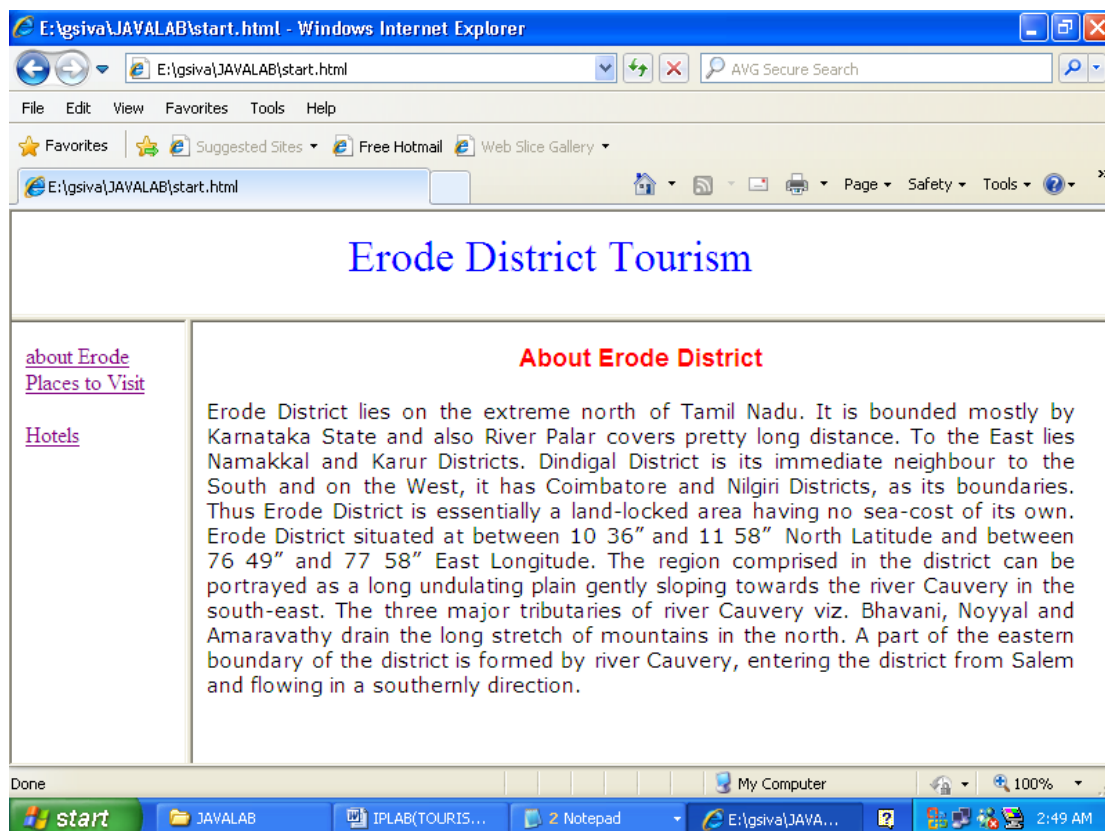 E:\gsiva\JAVALAB\start.html - Windows Internet Explorer
E:\gsiva\JAVALAB\start.html
AVG Secure Search
File Edit View Favorites Tools Help
Favorites Suggested Sites Free Hotmail Web Slice Gallery
E:\gsiva\JAVALAB\start.html
Page Safety Tools
Erode District Tourism
about Erode
Places to Visit
Hotels
About Erode District
Erode District lies on the extreme north of Tamil Nadu. It is bounded mostly by
Karnataka State and also River Palar covers pretty long distance. To the East lies
Namakkal and Karur Districts. Dindigal District is its immediate neighbour to the
South and on the West, it has Coimbatore and Nilgiri Districts, as its boundaries.
Thus Erode District is essentially a land-locked area having no sea-cost of its own.
Erode District situated at between 10 36” and 11 58” North Latitude and between
76 49” and 77 58” East Longitude. The region comprised in the district can be
portrayed as a long undulating plain gently sloping towards the river Cauvery in the
south-east. The three major tributaries of river Cauvery viz. Bhavani, Noyyal and
Amaravathy drain the long stretch of mountains in the north. A part of the eastern
boundary of the district is formed by river Cauvery, entering the district from Salem
and flowing in a southernly direction.
Done My Computer 100%
start JAVALAB IPLAB(TOURIS... 2 Notepad E:\gsiva\JAVA... 2:49 AM